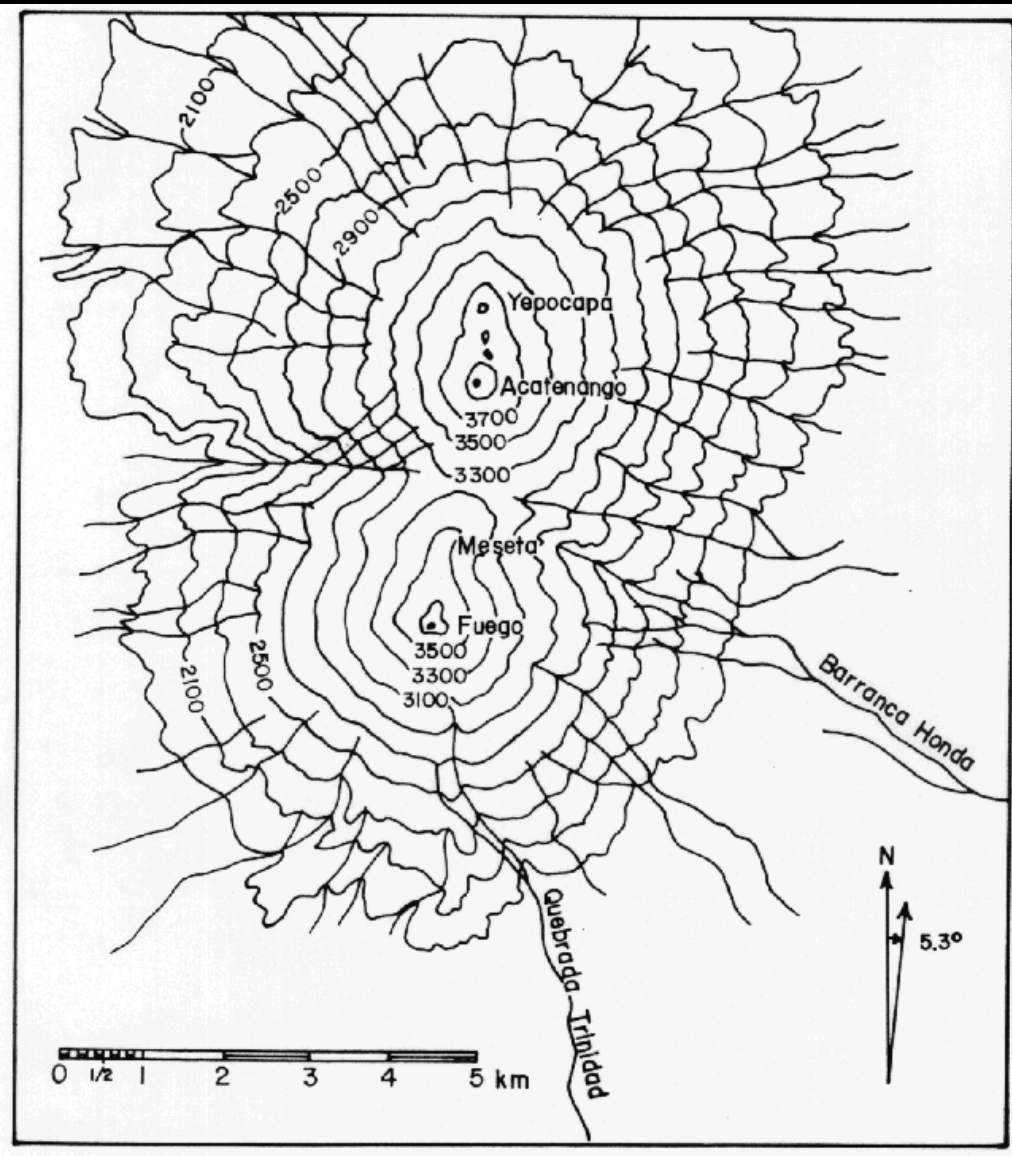 2100
2500
2900
Yepocapa
Acatenango
3700
3500
3300
Meseta
Fuego
3500
3300
3100
2500
2100
Barranca Honda
Quebrada Trinidad
N
5.3°
0 1/2 1 2 3 4 5 km